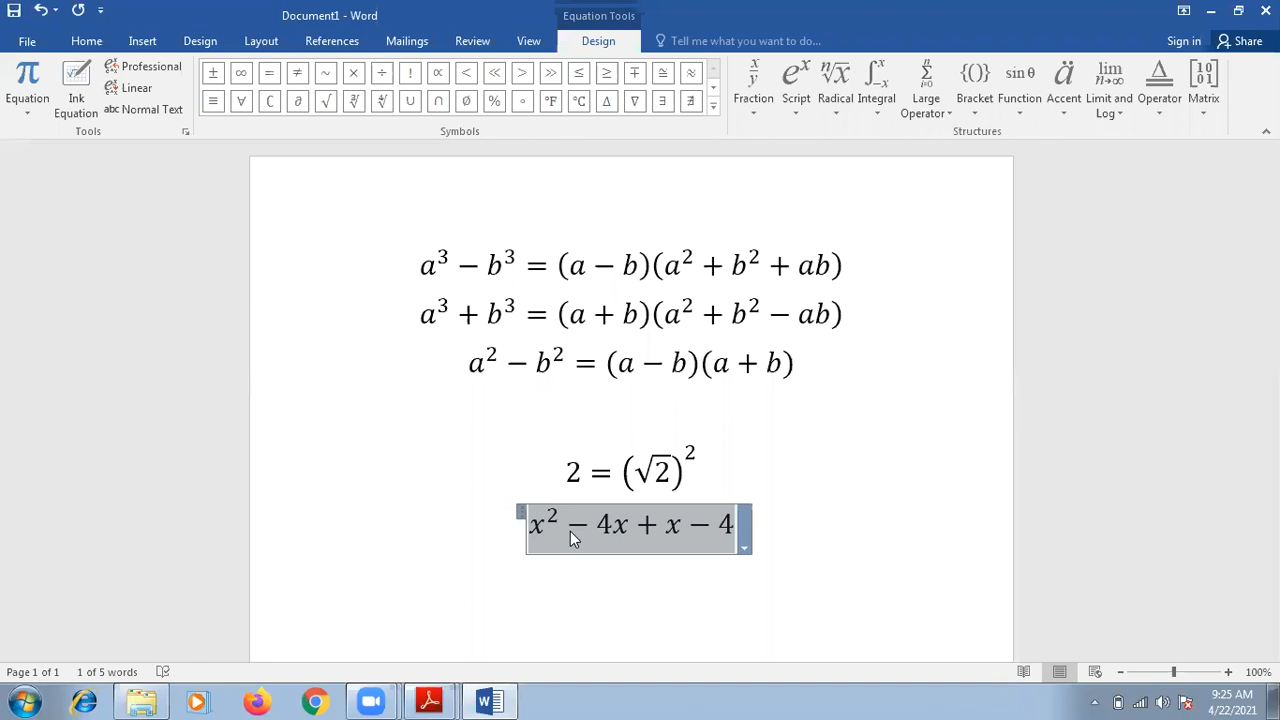 Document1 - Word
Equation Tools
File Home Insert Design Layout References Mailings Review View Design Tell me what you want to do... Sign in Share
π Equation
Ink Equation
Professional
Linear
abc Normal Text
Tools
± ∞ = ≠ ~ × ÷ ! ∝ < ≪ > ≫ ≤ ≥ ∓ ≅ ≈
≡ ∀ ∁ ∂ √ ∛ ∜ ∪ ∩ ∅ % ° °F °C ∆ ∇ ∃ ∄
Symbols
Fraction Script Radical Integral Large Operator Bracket Function Accent Limit and Log Operator Matrix
Structures
a³ − b³ = (a − b)(a² + b² + ab)
a³ + b³ = (a + b)(a² + b² − ab)
a² − b² = (a − b)(a + b)
2 = (√2)²
x² − 4x + x − 4
Page 1 of 1 1 of 5 words 100%
9:25 AM
4/22/2021